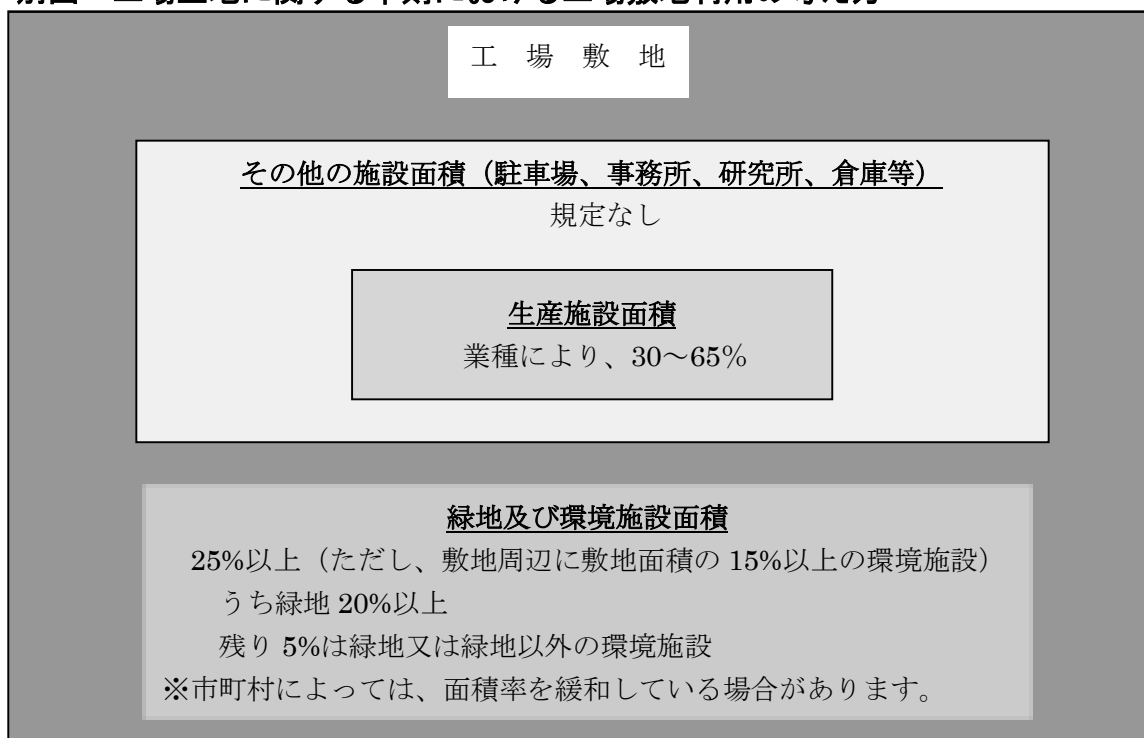 工 場 敷 地
その他の施設面積（駐車場、事務所、研究所、倉庫等）
規定なし
生産施設面積
業種により、30～65％
緑地及び環境施設面積
25%以上（ただし、敷地周辺に敷地面積の 15%以上の環境施設）
うち緑地 20%以上
残り 5%は緑地又は緑地以外の環境施設
※市町村によっては、面積率を緩和している場合があります。